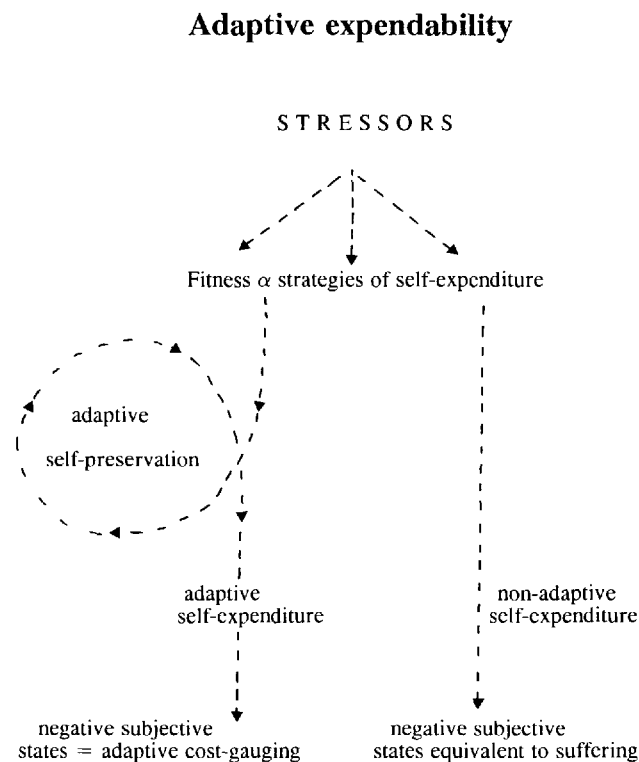 Adaptive expendability
STRESSORS
Fitness α strategies of self-expenditure
adaptive
self-preservation
adaptive
self-expenditure
non-adaptive
self-expenditure
negative subjective
states = adaptive cost-gauging
negative subjective
states equivalent to suffering